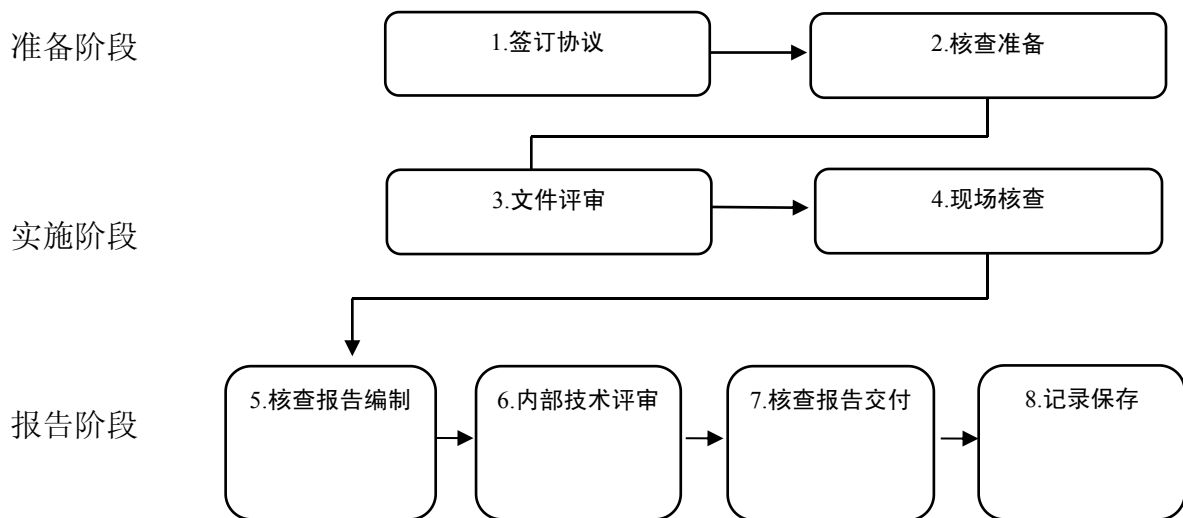 准备阶段
1.签订协议
2.核查准备
实施阶段
3.文件评审
4.现场核查
报告阶段
5.核查报告编制
6.内部技术评审
7.核查报告交付
8.记录保存